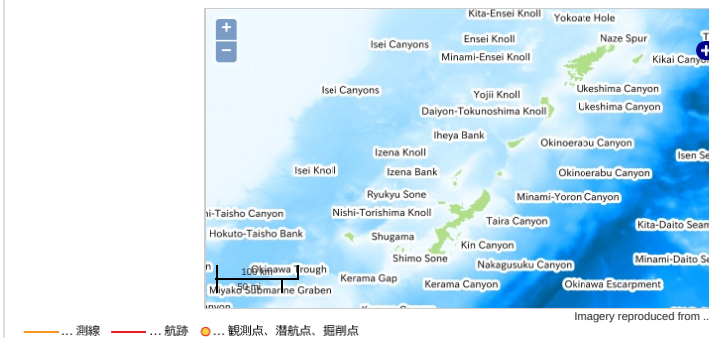 Kita-Ensei Knoll
Yokoate Hole
+
Isei Canyons
Ensei Knoll
Naze Spur
−
Minami-Ensei Knoll
Kikai Canyo
Isei Canyons
Yojii Knoll
Ukeshima Canyon
Daiyon-Tokunoshima Knoll
Ukeshima Canyon
Iheya Bank
Okinoerabu Canyon
Izena Knoll
Isen Se
Isei Knoll
Izena Bank
Okinoerabu Canyon
Ryukyu Sone
Minami-Yoron Canyon
ni-Taisho Canyon
Nishi-Torishima Knoll
Taira Canyon
Kita-Daito Seam
Hokuto-Taisho Bank
Shugama
Kin Canyon
Shimo Sone
Nakagusuku Canyon
Minami-Daito Se
100 km
Okinawa Trough
Kerama Gap
Kerama Canyon
Okinawa Escarpment
50 mi
Miyako Submarine Graben
Imagery reproduced from ..
... 測線
... 航跡
... 観測点、潜航点、掘削点